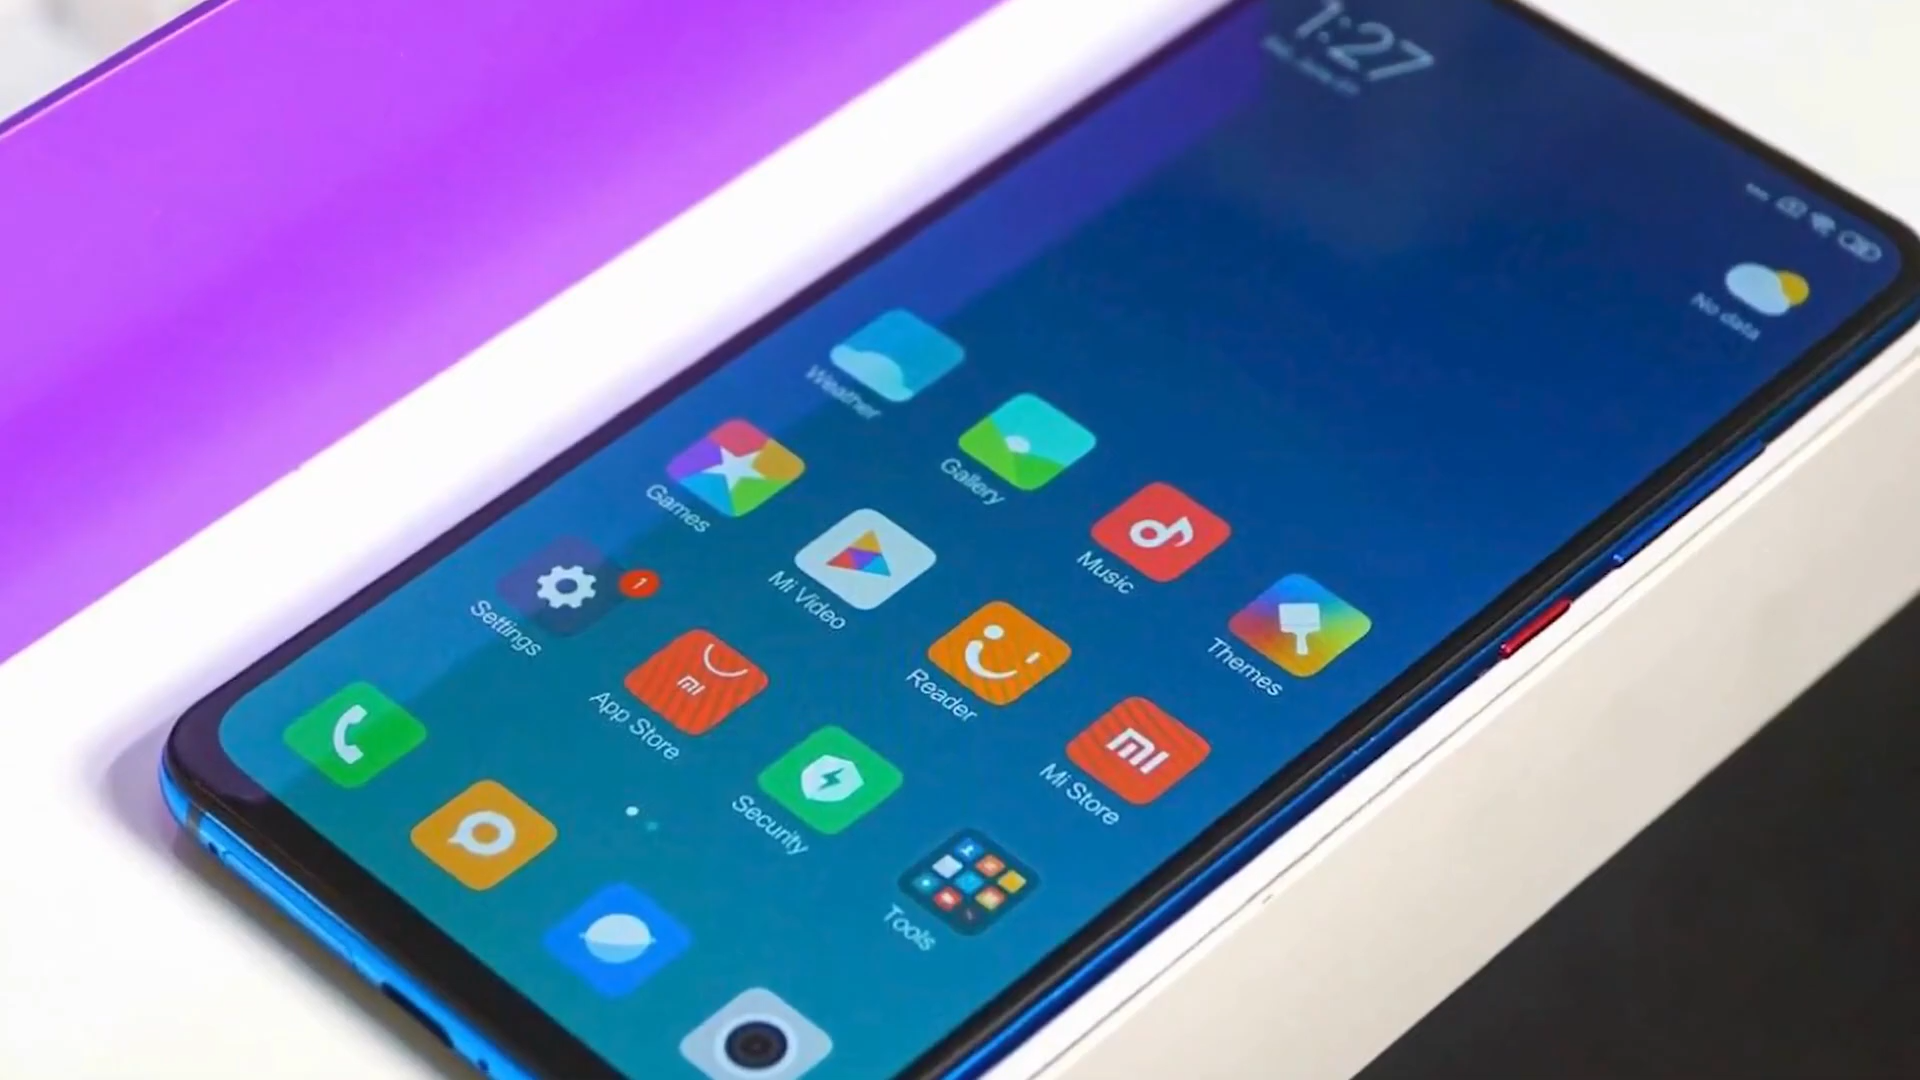 1:27
No data
Weather
Gallery
Music
Themes
Games
Mi Video
Reader
mi
Mi Store
Settings
1
mi
App Store
Security
Tools